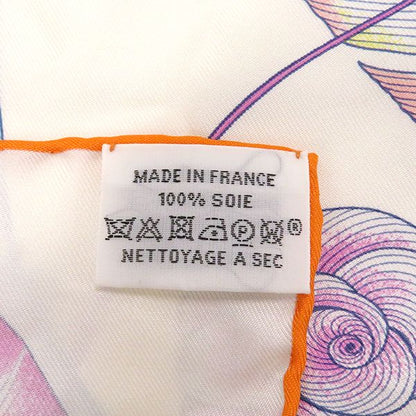 MADE IN FRANCE
100% SOIE
P ®
NETTOYAGE A SEC